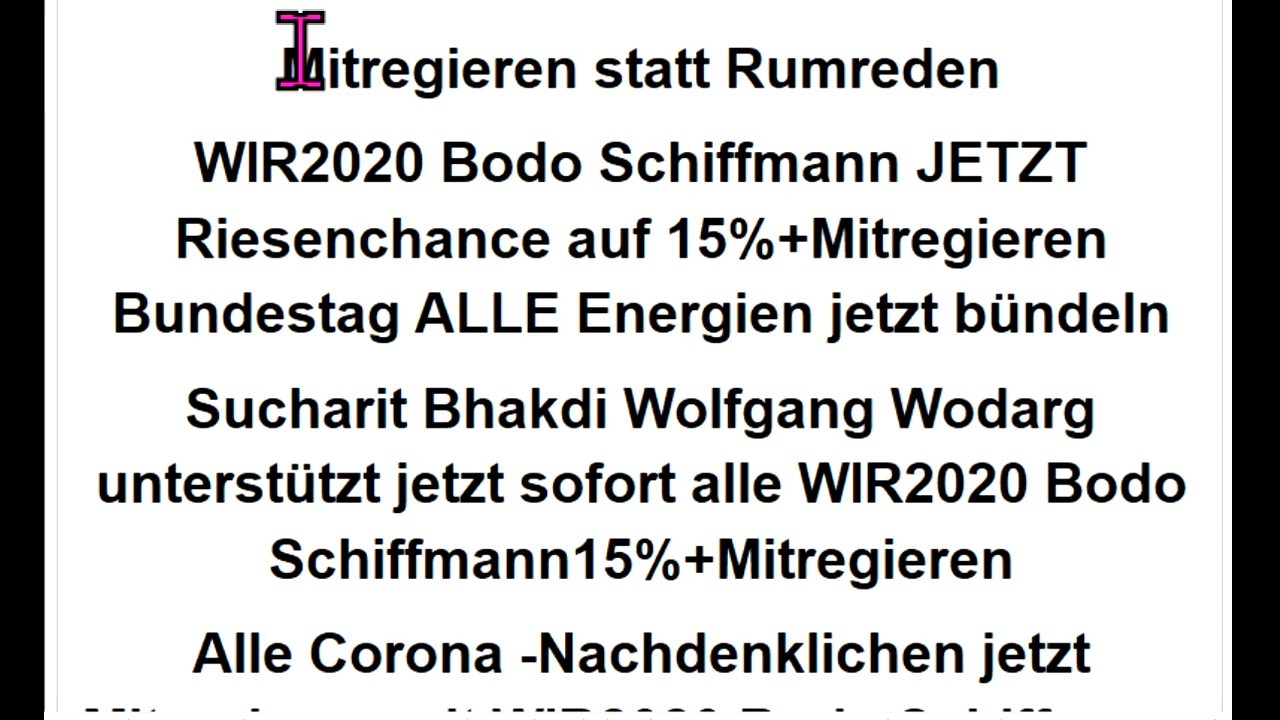 Mitregieren statt Rumreden
WIR2020 Bodo Schiffmann JETZT
Riesenchance auf 15%+Mitregieren
Bundestag ALLE Energien jetzt bündeln
Sucharit Bhakdi Wolfgang Wodarg
unterstützt jetzt sofort alle WIR2020 Bodo
Schiffmann15%+Mitregieren
Alle Corona -Nachdenklichen jetzt